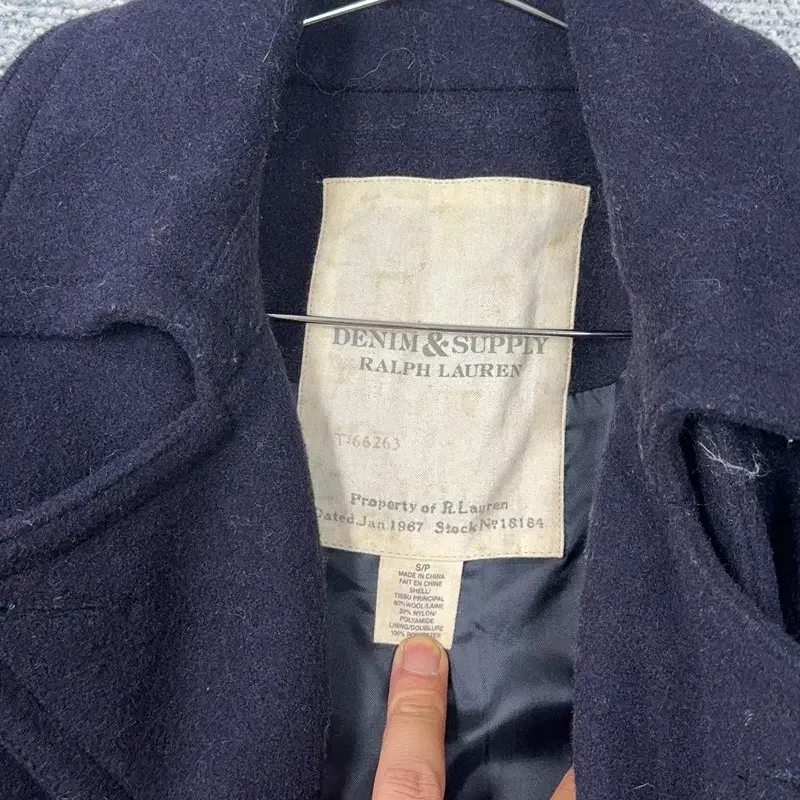 DENIM & SUPPLY
RALPH LAUREN
T:66263
Property of R.Lauren
Dated Jan 1967 Stock Nº 18184
S/P
MADE IN CHINA
FAIT EN CHINE
SHELL/
TISSU PRINCIPAL
80% WOOL/LAINE
20% NYLON/
POLYAMIDE
LINING/DOUBLURE
100% POLYESTER